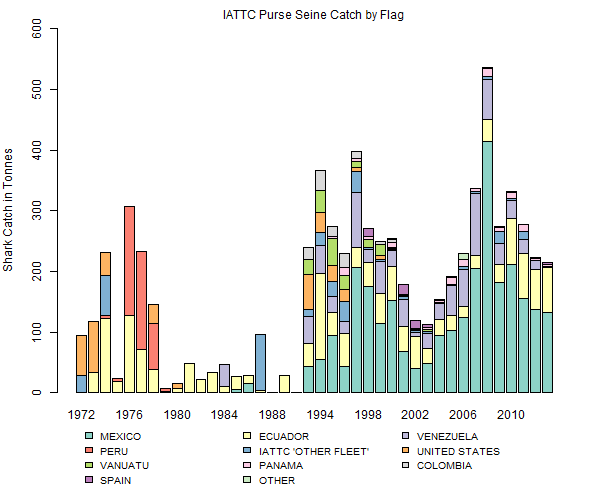 IATTC Purse Seine Catch by Flag
Shark Catch in Tonnes
600
500
400
300
200
100
0
1972 1976 1980 1984 1988 1994 1998 2002 2006 2010
MEXICO ECUADOR VENEZUELA
PERU IATTC 'OTHER FLEET' UNITED STATES
VANUATU PANAMA COLOMBIA
SPAIN OTHER